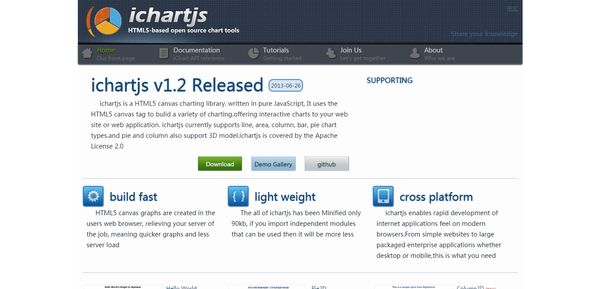 ichartjs
HTML5-based open source chart tools
Share your knowledge
Home
Our front page
Documentation
iChart API reference
Tutorials
Getting started
Join Us
Let's get together
About
Who we are
ichartjs v1.2 Released 2013-06-26
SUPPORTING
ichartjs is a HTML5 canvas charting library. written in pure JavaScript, It uses the
HTML5 canvas tag to build a variety of charting.offering interactive charts to your web
site or web application. ichartjs currently supports line, area, column, bar, pie chart
types.and pie and column also support 3D model.ichartjs is covered by the Apache
License 2.0
Download
Demo Gallery
github
build fast
HTML5 canvas graphs are created in the
users web browser, relieving your server of
the job, meaning quicker graphs and less
server load
light weight
The all of ichartjs has been Minified only
90kb, if you import independent modules
that can be used then it will be more less
cross platform
ichartjs enables rapid development of
internet applications feel on modern
browsers.From simple websites to large
packaged enterprise applications whether
desktop or mobile,this is what you need
Hello World
Pie2D
Column2D